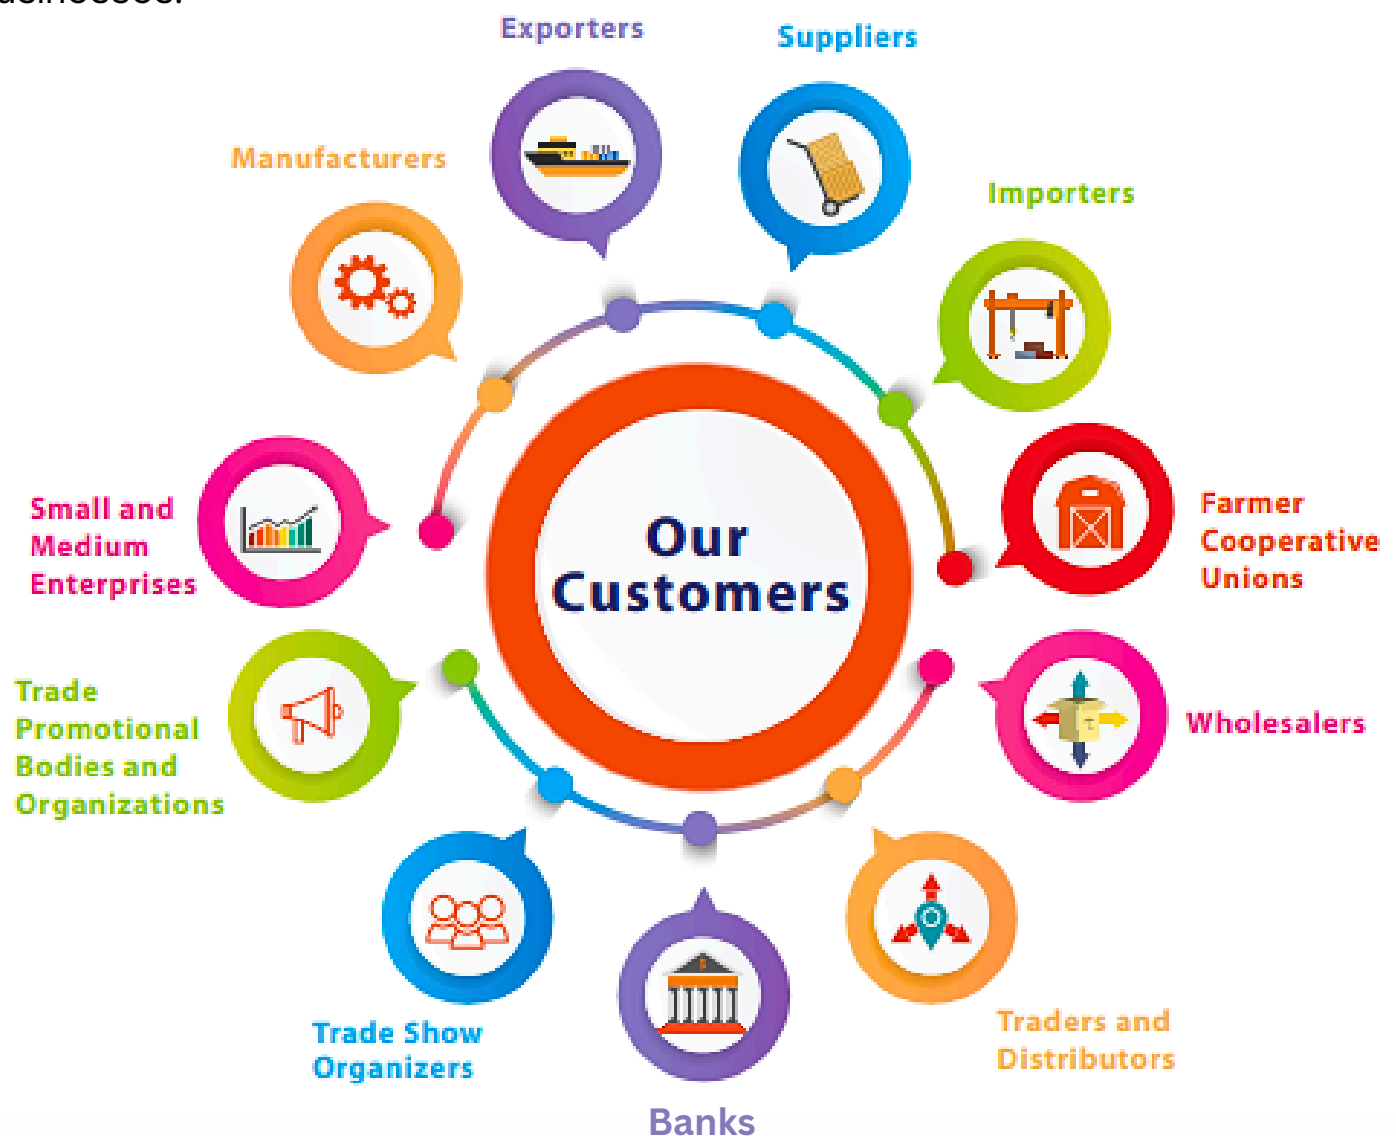 Exporters
Suppliers
Manufacturers
Importers
Small and
Medium
Enterprises
Our
Customers
Farmer
Cooperative
Unions
Trade
Promotional
Bodies and
Organizations
Wholesalers
Trade Show
Organizers
Traders and
Distributors
Banks